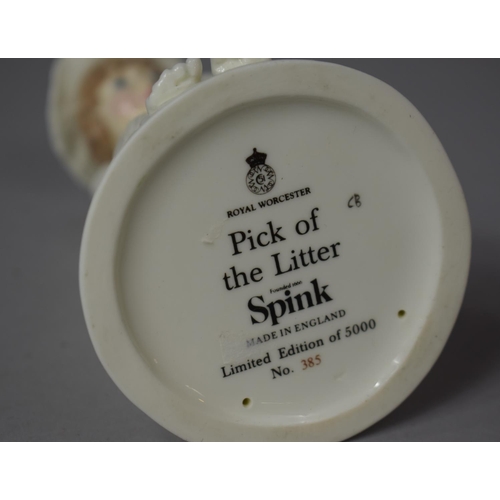 ROYAL WORCESTER
CB
Pick of
the Litter
Spink
MADE IN ENGLAND
Limited Edition of 5000
No. 385